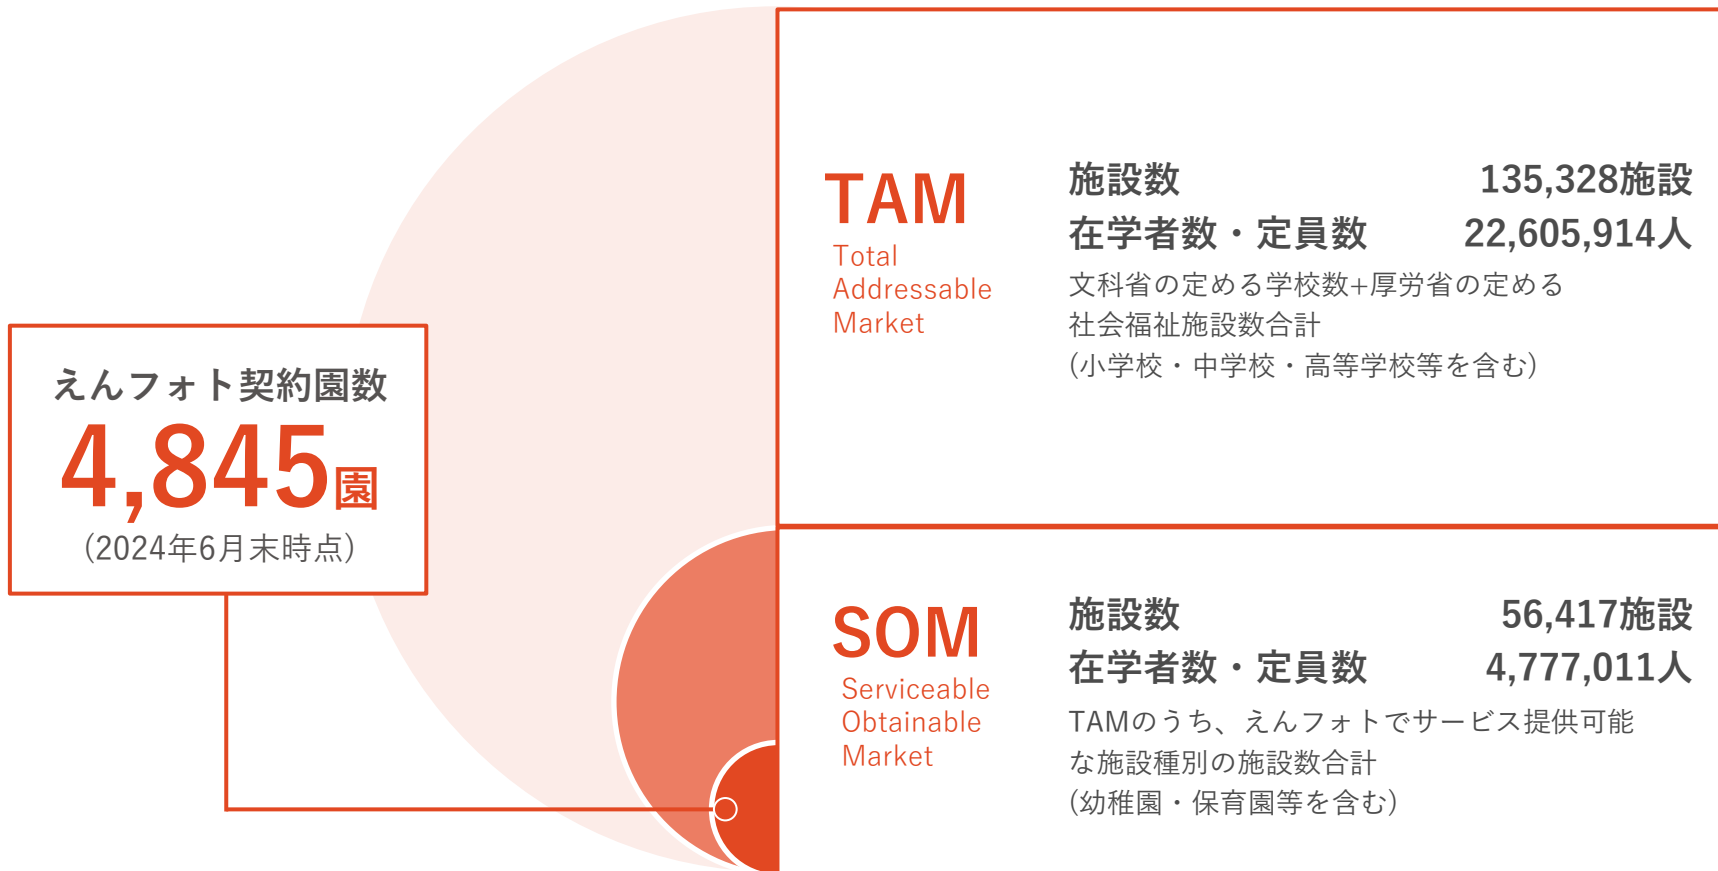 えんフォト契約園数
4,845園
(2024年6月末時点)
TAM
Total
Addressable
Market
施設数 135,328施設
在学者数・定員数 22,605,914人
文科省の定める学校数+厚労省の定める
社会福祉施設数合計
(小学校・中学校・高等学校等を含む)
SOM
Serviceable
Obtainable
Market
施設数 56,417施設
在学者数・定員数 4,777,011人
TAMのうち、えんフォトでサービス提供可能
な施設種別の施設数合計
(幼稚園・保育園等を含む)